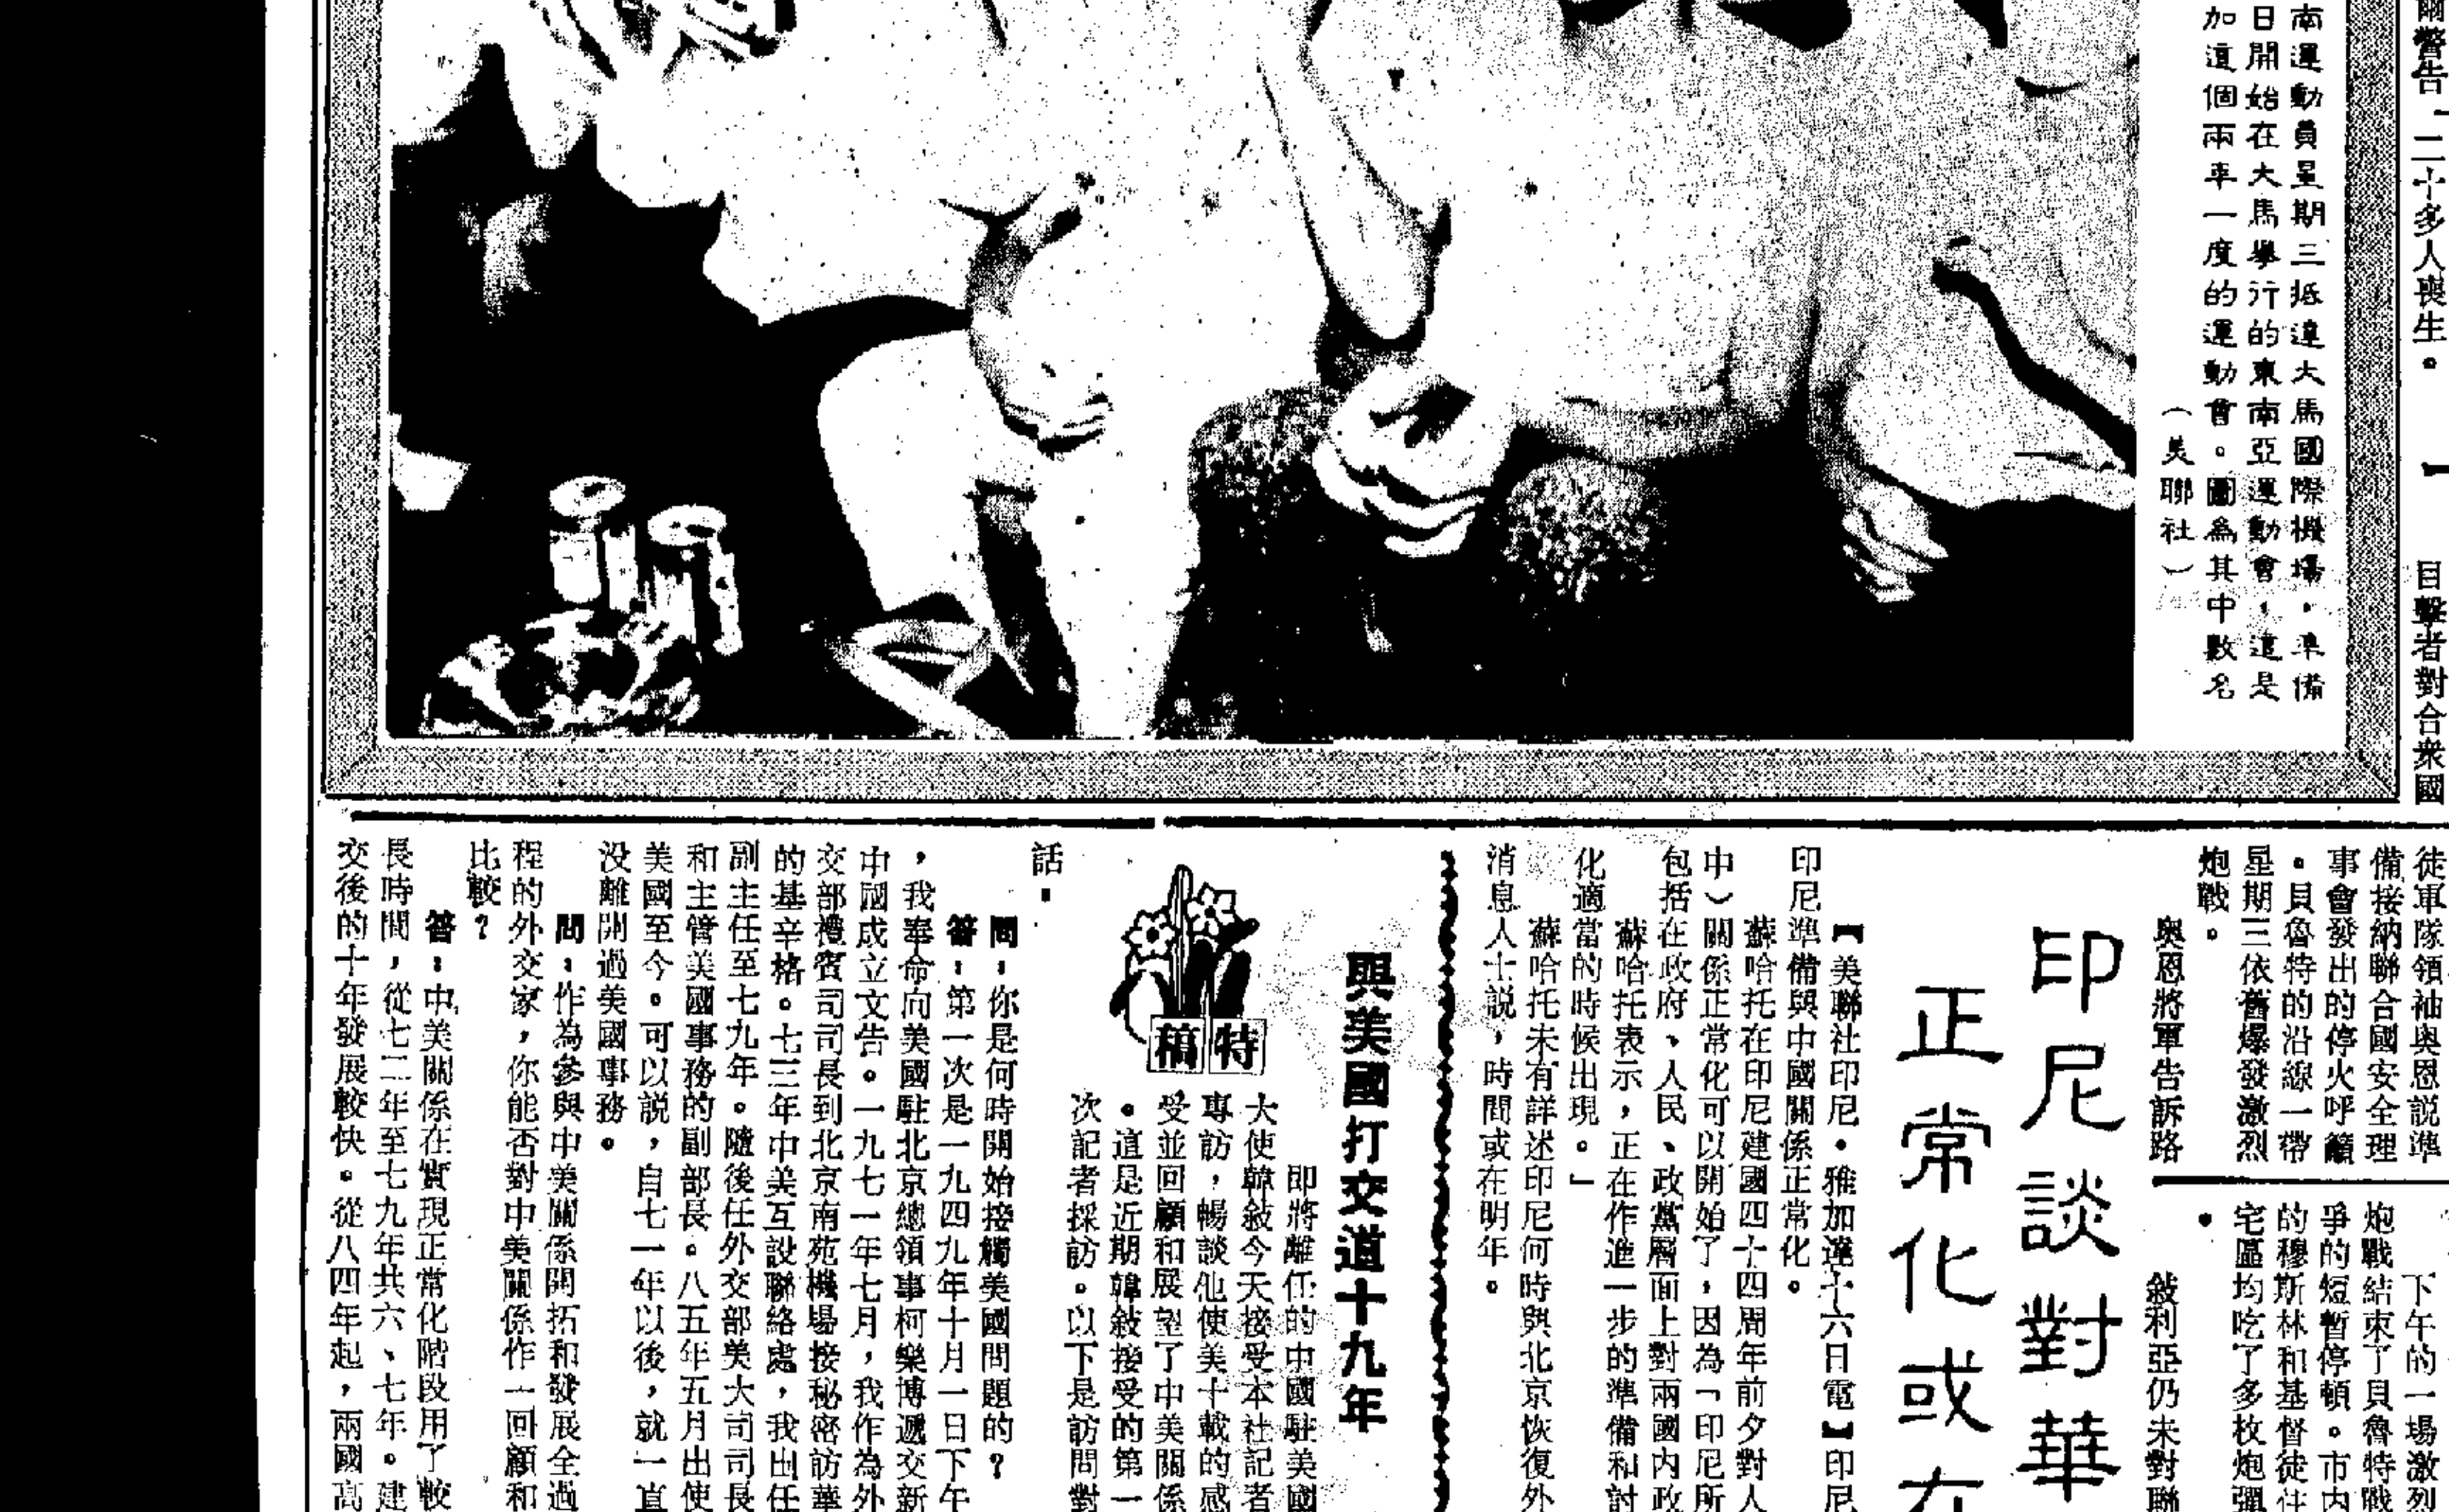 爾警告,二十多人喪生。
【
目擊者對合衆國
南運動員星期三抵達大馬國際機場,準備
日開始在大馬舉行的東南亞運動會,這是
加這個兩年一度的運動會。圖為其中數名
(美聯社)
徒軍隊領袖奧恩説準
備接納聯合國安全理
事會發出的停火呼籲
。貝魯特的沿線一帶
星期三依舊爆發激烈
炮戰。
奧恩將軍告訴路
下午的一場激烈
炮戰結束了貝魯特戰
爭的短暫停頓。市内
的穆斯林和基督徒住
宅區均吃了多枚炮彈
。
敍利亞仍未對聯
印尼談對華
正常化或在
【美聯社印尼·雅加達十六日電】印尼
印尼準備與中國關係正常化。
蘇哈托在印尼建國四十四周年前夕對人
中)關係正常化可以開始了,因為「印尼所
包括在政府、人民、政黨層面上對兩國内政
蘇哈托表示,正在作進一步的準備和討
化適當的時候出現。」
蘇哈托未有詳述印尼何時與北京恢復外
消息人士説,時間或在明年。
與美國打交道十九年
特稿
即將離任的中國駐美國
大使韓敍今天接受本社記者
專訪,暢談他使美十載的感
受並回顧和展望了中美關係
。這是近期韓敍接受的第一
次記者採訪。以下是訪問對
話。
問:你是何時開始接觸美國問題的?
答:第一次是一九四九年十月一日下午
,我奉命向美國駐北京總領事柯樂博遞交新
中國成立文告。一九七一年七月,我作為外
交部禮賓司司長到北京南苑機場接秘密訪華
的基辛格。七三年中美互設聯絡處,我出任
副主任至七九年。隨後任外交部美大司司長
和主管美國事務的副部長。八五年五月出使
美國至今。可以説,自七一年以後,就一直
没離開過美國事務。
問:作為參與中美關係開拓和發展全過
程的外交家,你能否對中美關係作一回顧和
比較?
答:中美關係在實現正常化階段用了較
長時間,從七二年至七九年共六、七年。建
交後的十年發展較快。從八四年起,兩國高